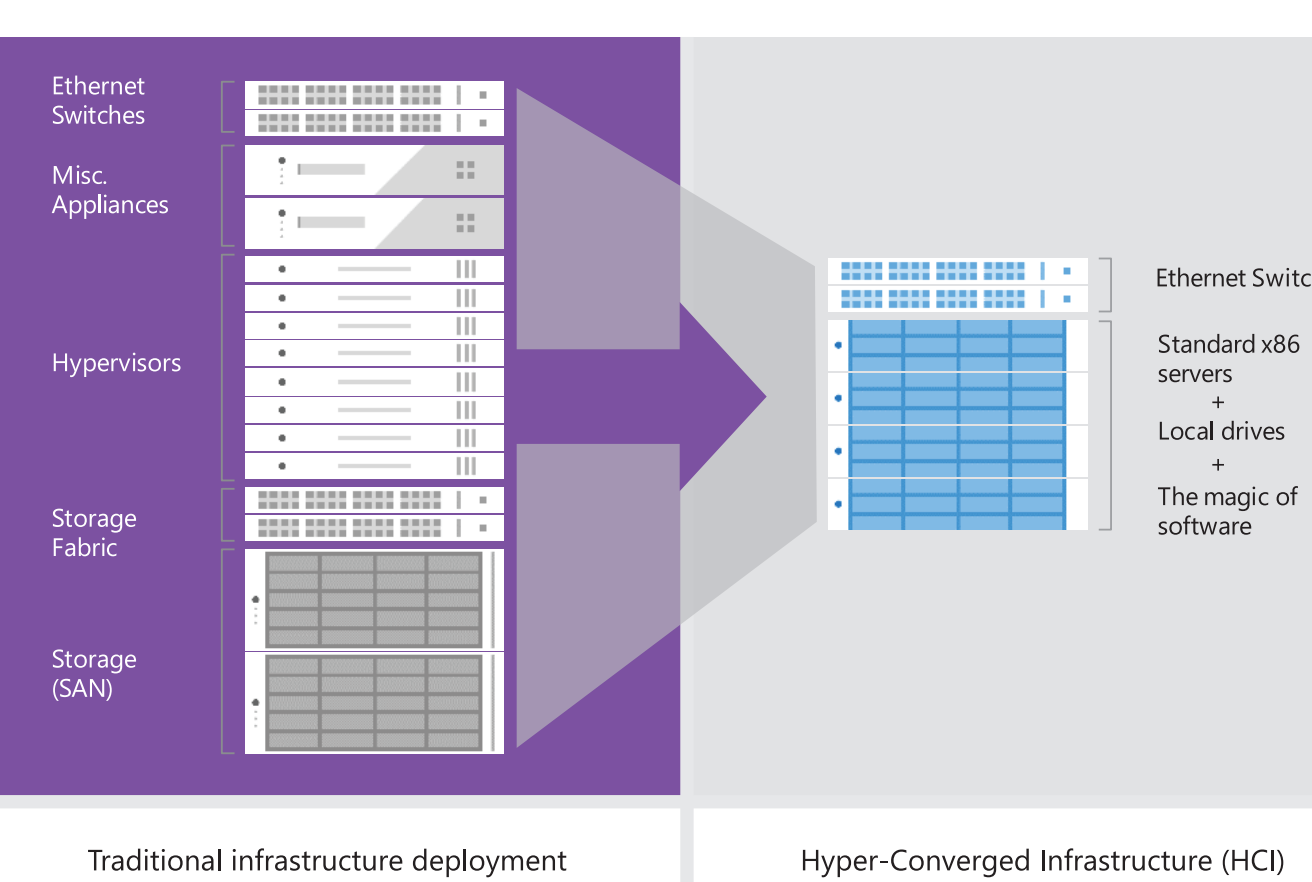 Ethernet
Switches
Misc.
Appliances
Hypervisors
Storage
Fabric
Storage
(SAN)
Ethernet Switc
Standard x86
servers
+
Local drives
+
The magic of
software
Traditional infrastructure deployment
Hyper-Converged Infrastructure (HCI)